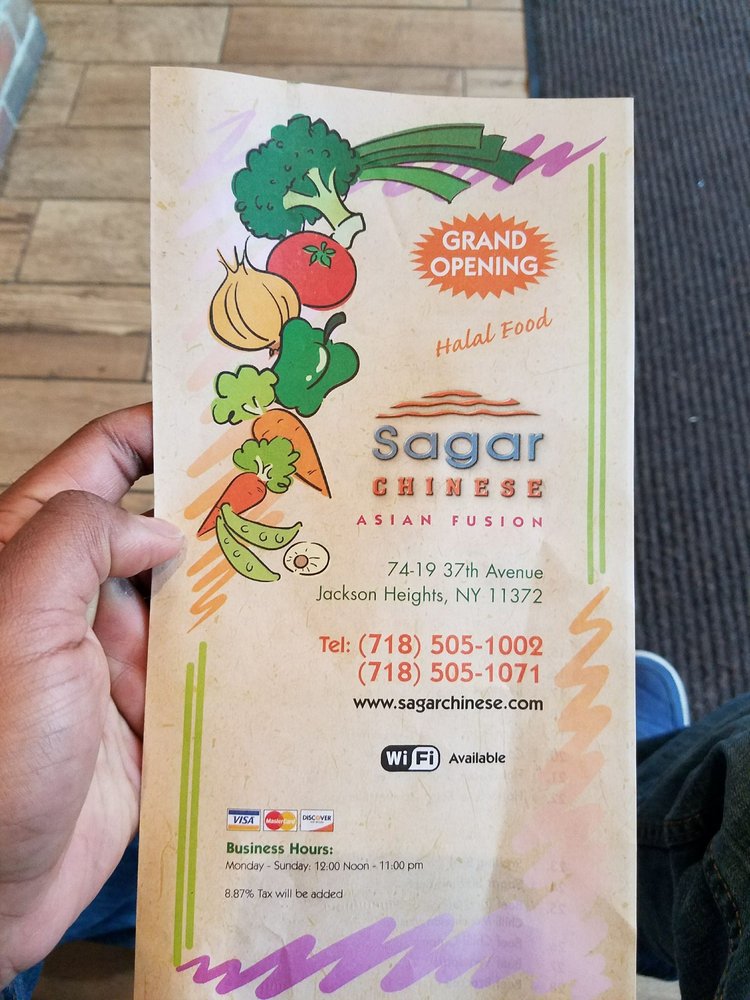 GRAND
OPENING
Halal Food
Sagar
CHINESE
ASIAN FUSION
74-19 37th Avenue
Jackson Heights, NY 11372
Tel: (718) 505-1002
(718) 505-1071
www.sagarchinese.com
WiFi Available
VISA MasterCard DISCOVER
Business Hours:
Monday - Sunday: 12:00 Noon - 11:00 pm
8.87% Tax will be added